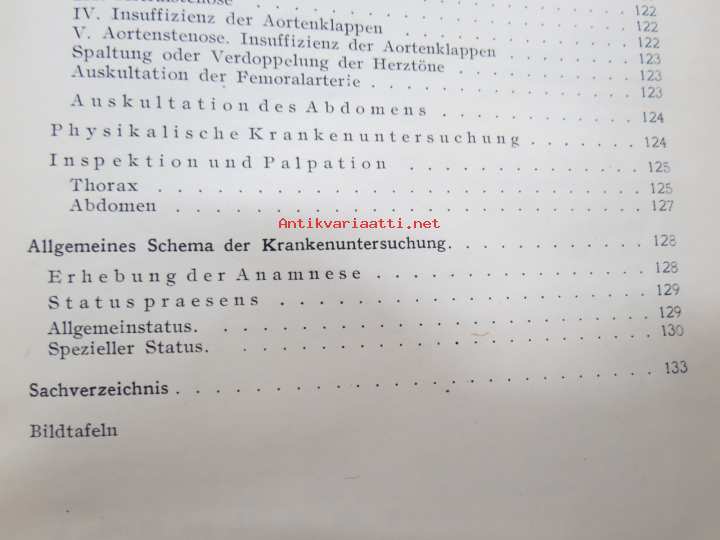 IV. Insuffizienz der Aortenklappen . . . . . . . . . . . . 122
V. Aortenstenose. Insuffizienz der Aortenklappen . . . . . . 122
Spaltung oder Verdoppelung der Herztöne . . . . . . . . . 123
Auskultation der Femoralarterie . . . . . . . . . . . . . 123
Auskultation des Abdomens . . . . . . . . . . 124
Physikalische Krankenuntersuchung . . . . . . . 124
Inspektion und Palpation . . . . . . . . . . . . 125
Thorax . . . . . . . . . . . . . . . . . . . . . . . 125
Abdomen . . . . . . . . . . . . . . . . . . . . . . 127
Antikvariaatti.net
Allgemeines Schema der Krankenuntersuchung. . . . . . . . . . 128
Erhebung der Anamnese . . . . . . . . . . . . . 128
Status praesens . . . . . . . . . . . . . . . . . 129
Allgemeinstatus. . . . . . . . . . . . . . . . . . . . 129
Spezieller Status. . . . . . . . . . . . . . . . . . . 130
Sachverzeichnis . . . . . . . . . . . . . . . . . . . . . . 133
Bildtafeln